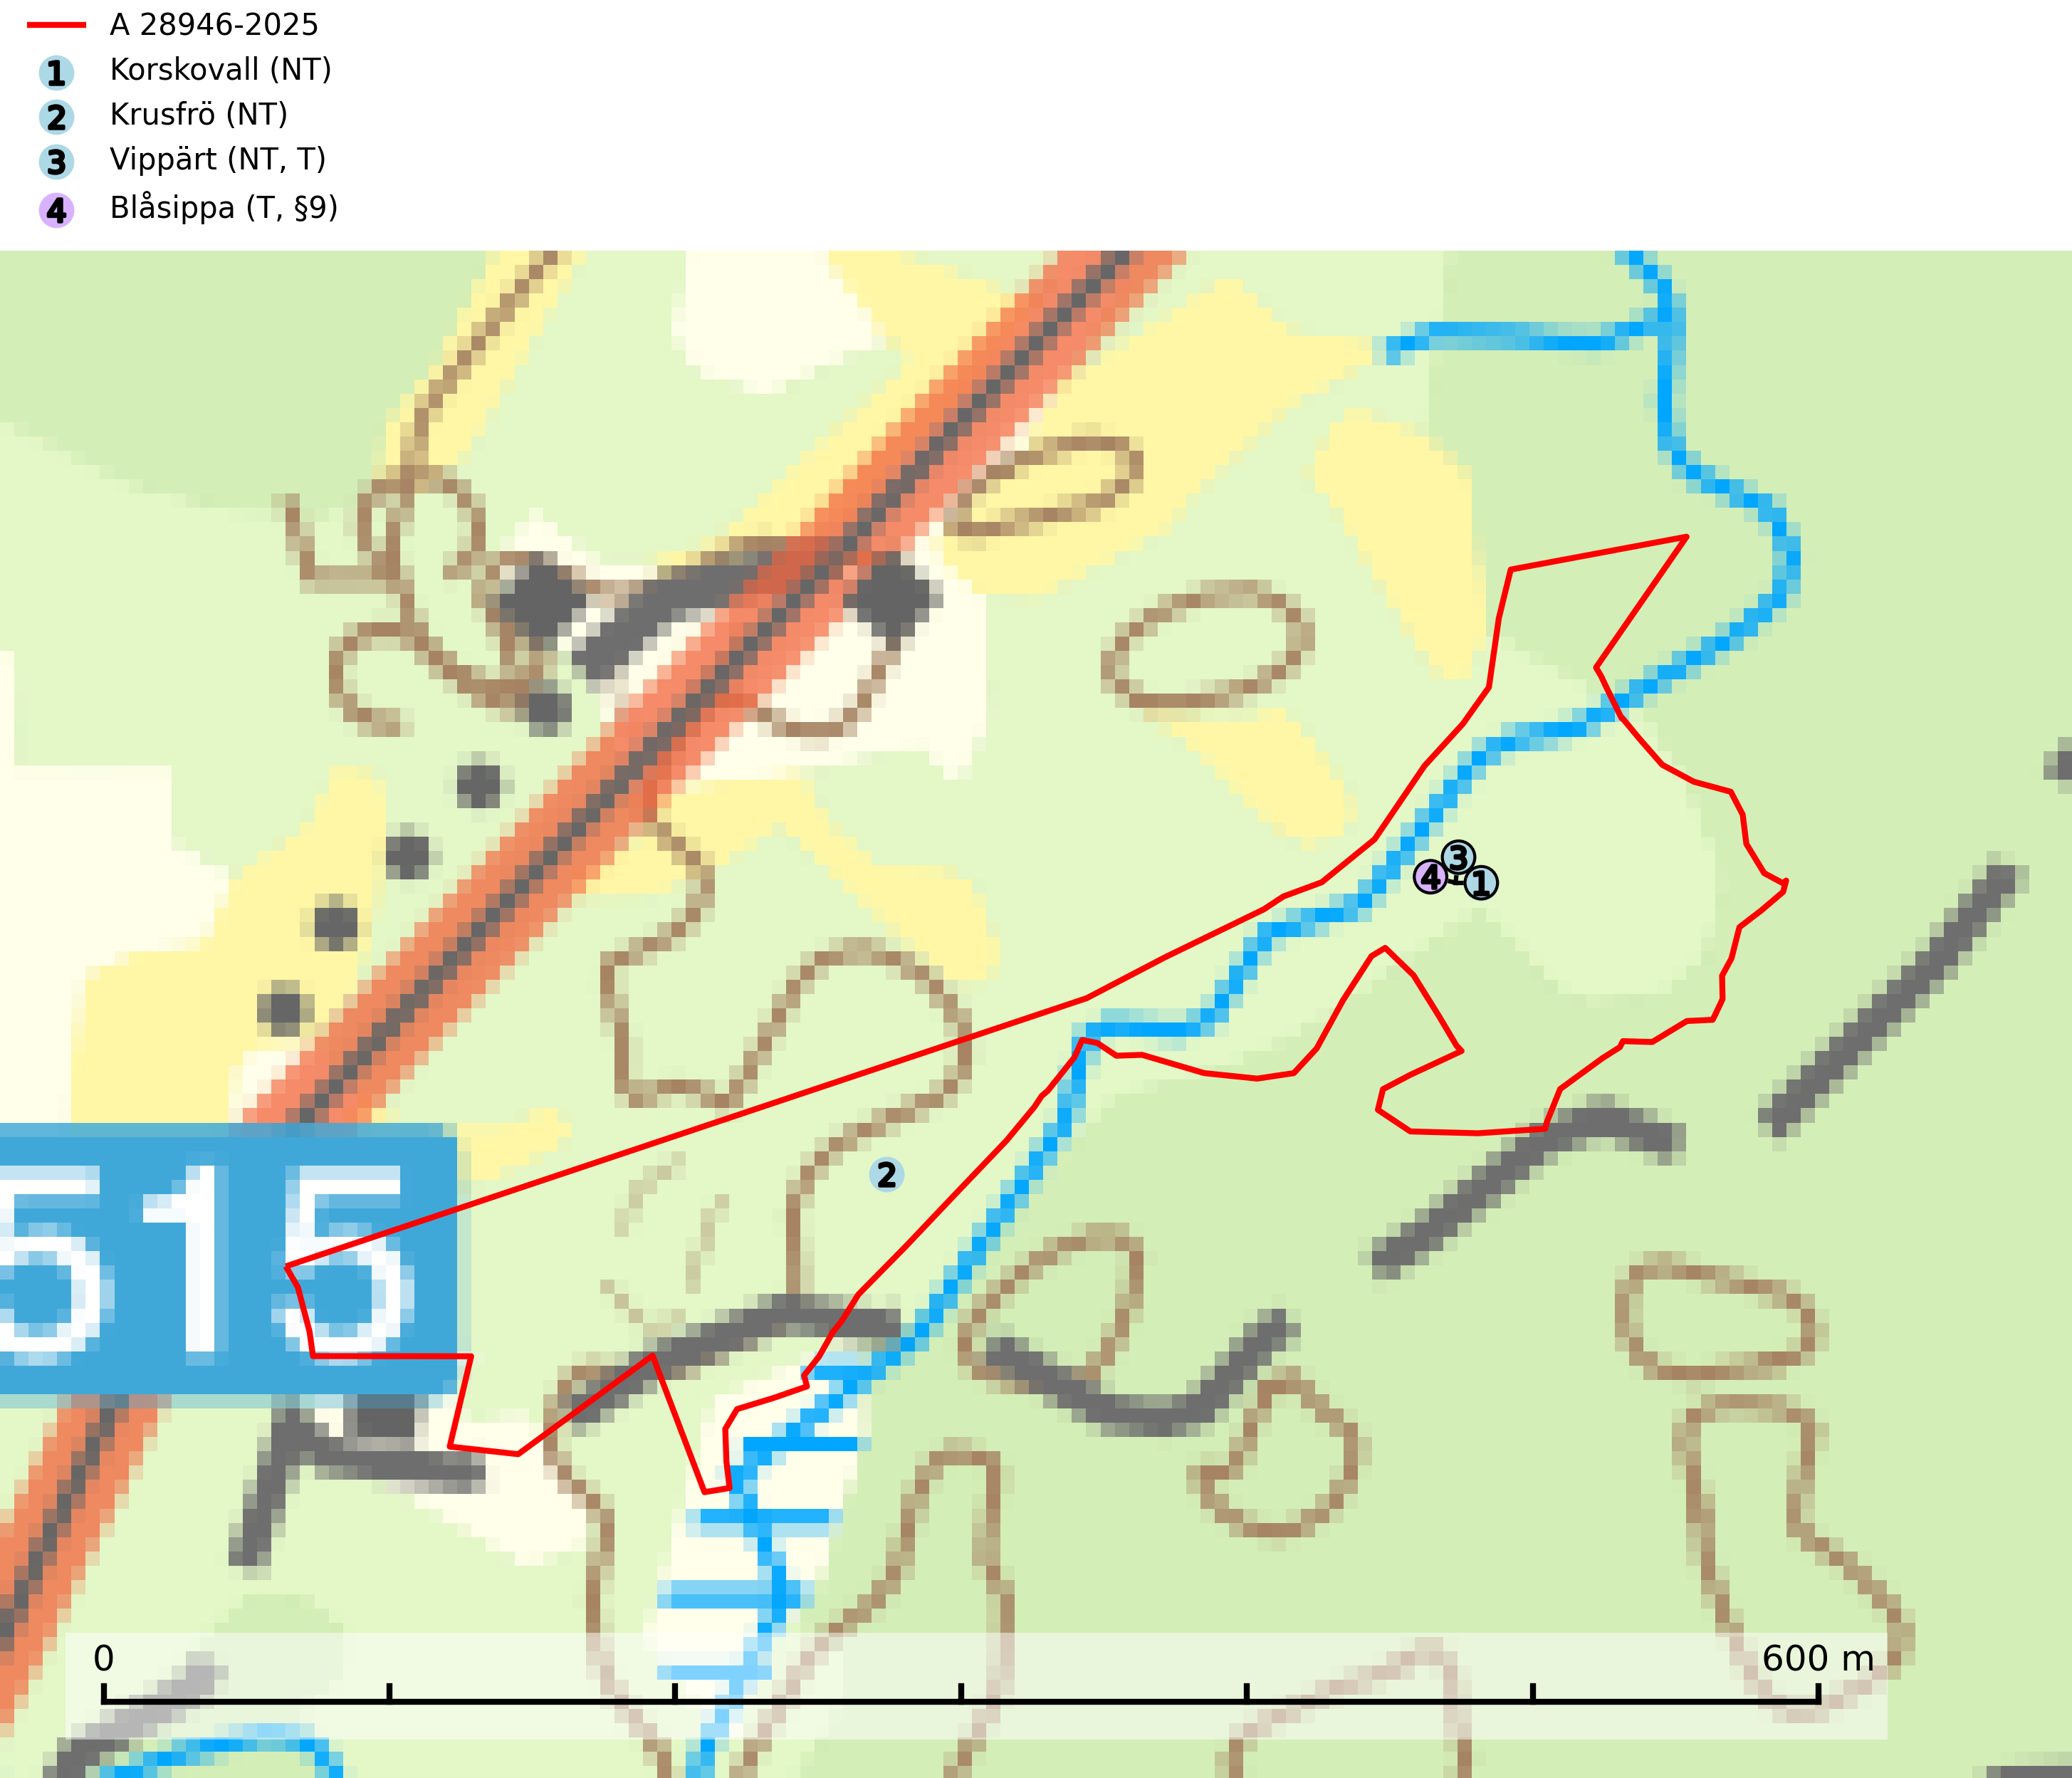 A 28946-2025
1 Korskovall (NT)
2 Krusfrö (NT)
3 Vippärt (NT, T)
4 Blåsippa (T, §9)
3
4 1
2
515
0 600 m